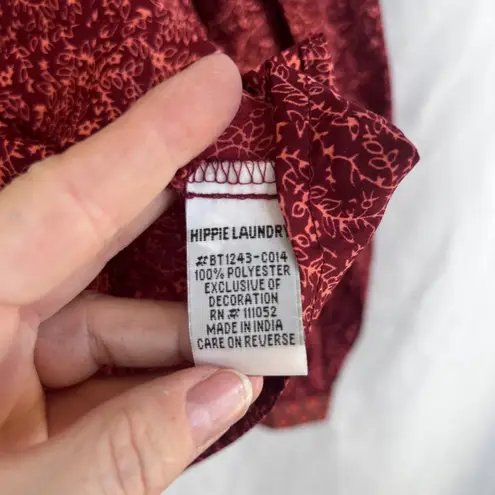 HIPPIE LAUNDRY
#BT1243-C014
100% POLYESTER
EXCLUSIVE OF
DECORATION
RN# 111052
MADE IN INDIA
CARE ON REVERSE